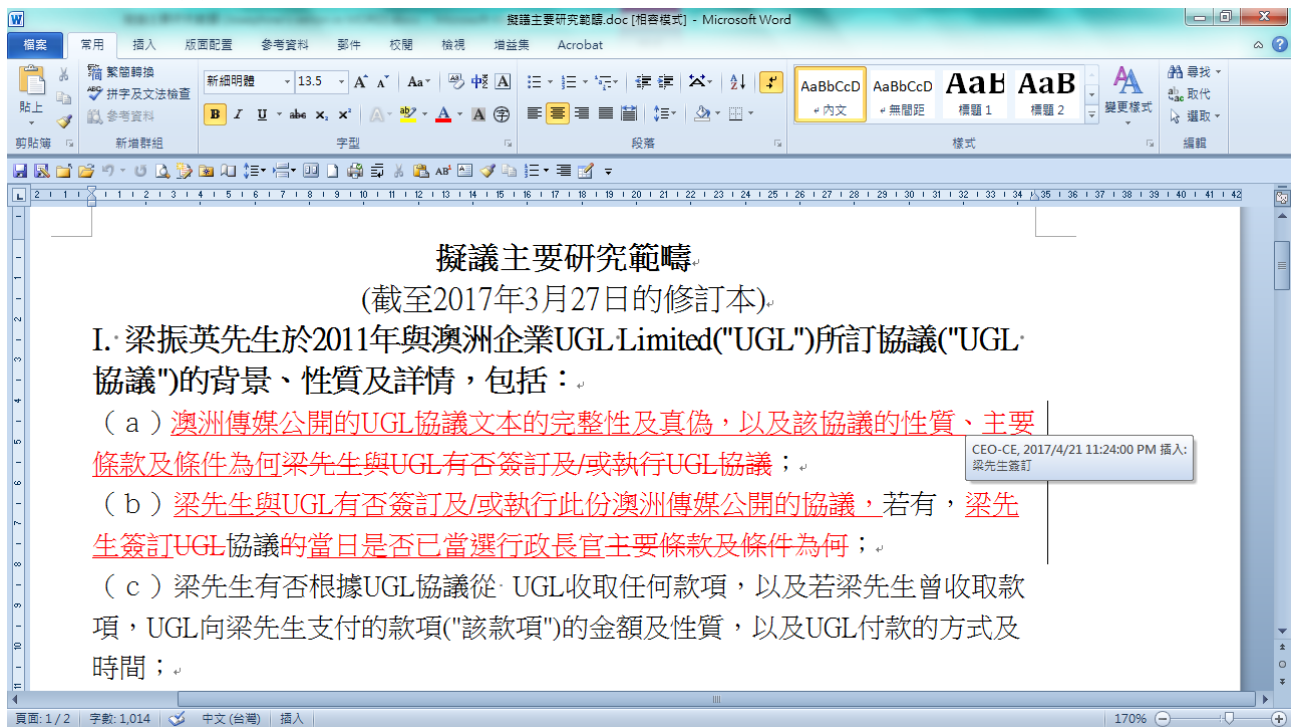 擬議主要研究範疇.doc [相容模式] - Microsoft Word
檔案 常用 插入 版面配置 參考資料 郵件 校閱 檢視 增益集 Acrobat
貼上 繁簡轉換 拼字及文法檢查 參考資料
新細明體 13.5
AaBbCcD AaBbCcD AaB AaB
內文 無間距 標題 1 標題 2 變更樣式
尋找 取代 選取
剪貼簿 新增群組 字型 段落 樣式 編輯
擬議主要研究範疇
(截至2017年3月27日的修訂本)
I. 梁振英先生於2011年與澳洲企業UGL Limited("UGL")所訂協議("UGL
協議")的背景、性質及詳情，包括：
（a）澳洲傳媒公開的UGL協議文本的完整性及真偽，以及該協議的性質、主要
條款及條件為何梁先生與UGL有否簽訂及/或執行UGL協議；
CEO-CE, 2017/4/21 11:24:00 PM 插入:
梁先生簽訂
（b）梁先生與UGL有否簽訂及/或執行此份澳洲傳媒公開的協議，若有，梁先
生簽訂UGL協議的當日是否已當選行政長官主要條款及條件為何；
（c）梁先生有否根據UGL協議從 UGL收取任何款項，以及若梁先生曾收取款
項，UGL向梁先生支付的款項("該款項")的金額及性質，以及UGL付款的方式及
時間；
頁面: 1 / 2 字數: 1,014 中文 (台灣) 插入 170%